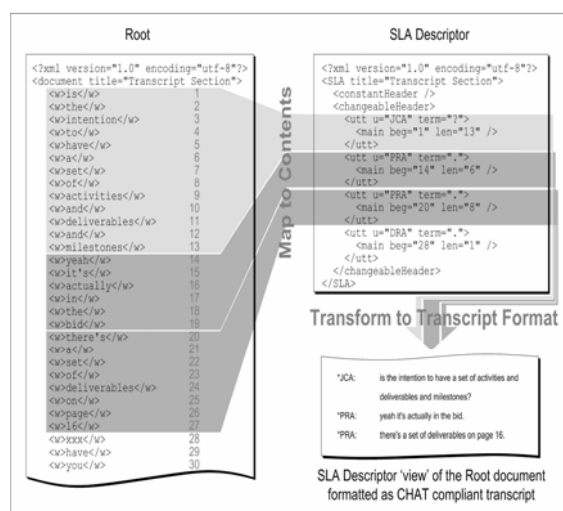 Root
<?xml version="1.0" encoding="utf-8"?>
<document title="Transcript Section">
<w>is</w> 1
<w>the</w> 2
<w>intention</w> 3
<w>to</w> 4
<w>have</w> 5
<w>a</w> 6
<w>set</w> 7
<w>of</w> 8
<w>activities</w> 9
<w>and</w> 10
<w>deliverables</w> 11
<w>and</w> 12
<w>milestones</w> 13
<w>yeah</w> 14
<w>it's</w> 15
<w>actually</w> 16
<w>in</w> 17
<w>the</w> 18
<w>bid</w> 19
<w>there's</w> 20
<w>a</w> 21
<w>set</w> 22
<w>of</w> 23
<w>deliverables</w> 24
<w>on</w> 25
<w>page</w> 26
<w>16</w> 27
<w>xxx</w> 28
<w>have</w> 29
<w>you</w> 30
Map to Contents
SLA Descriptor
<?xml version="1.0" encoding="utf-8"?>
<SLA title="Transcript Section">
<constantHeader />
<changeableHeader>
<utt u="JCA" term="?">
<main beg="1" len="13" />
</utt>
<utt u="PRA" term=".">
<main beg="14" len="6" />
</utt>
<utt u="PRA" term=".">
<main beg="20" len="8" />
</utt>
<utt u="DRA" term=".">
<main beg="28" len="1" />
</utt>
</changeableHeader>
</SLA>
Transform to Transcript Format
*JCA: is the intention to have a set of activities and
deliverables and milestones?
*PRA: yeah it's actually in the bid.
*PRA: there's a set of deliverables on page 16.
SLA Descriptor 'view' of the Root document
formatted as CHAT compliant transcript